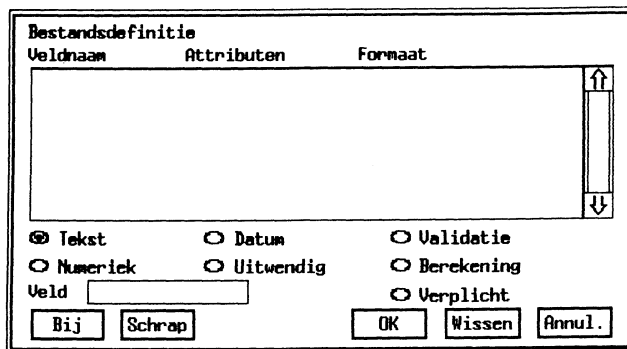 Bestandsdefinitie
Veldnaam Attributen Formaat
Tekst Datum Validatie
Numeriek Uitwendig Berekening
Veld Verplicht
Bij Schrap OK Wissen Annul.